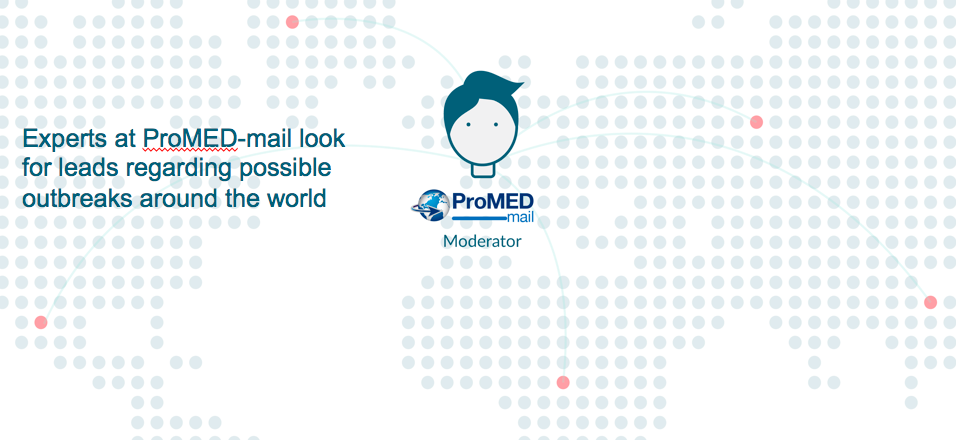 Experts at ProMED-mail look
for leads regarding possible
outbreaks around the world
ProMED
mail
Moderator